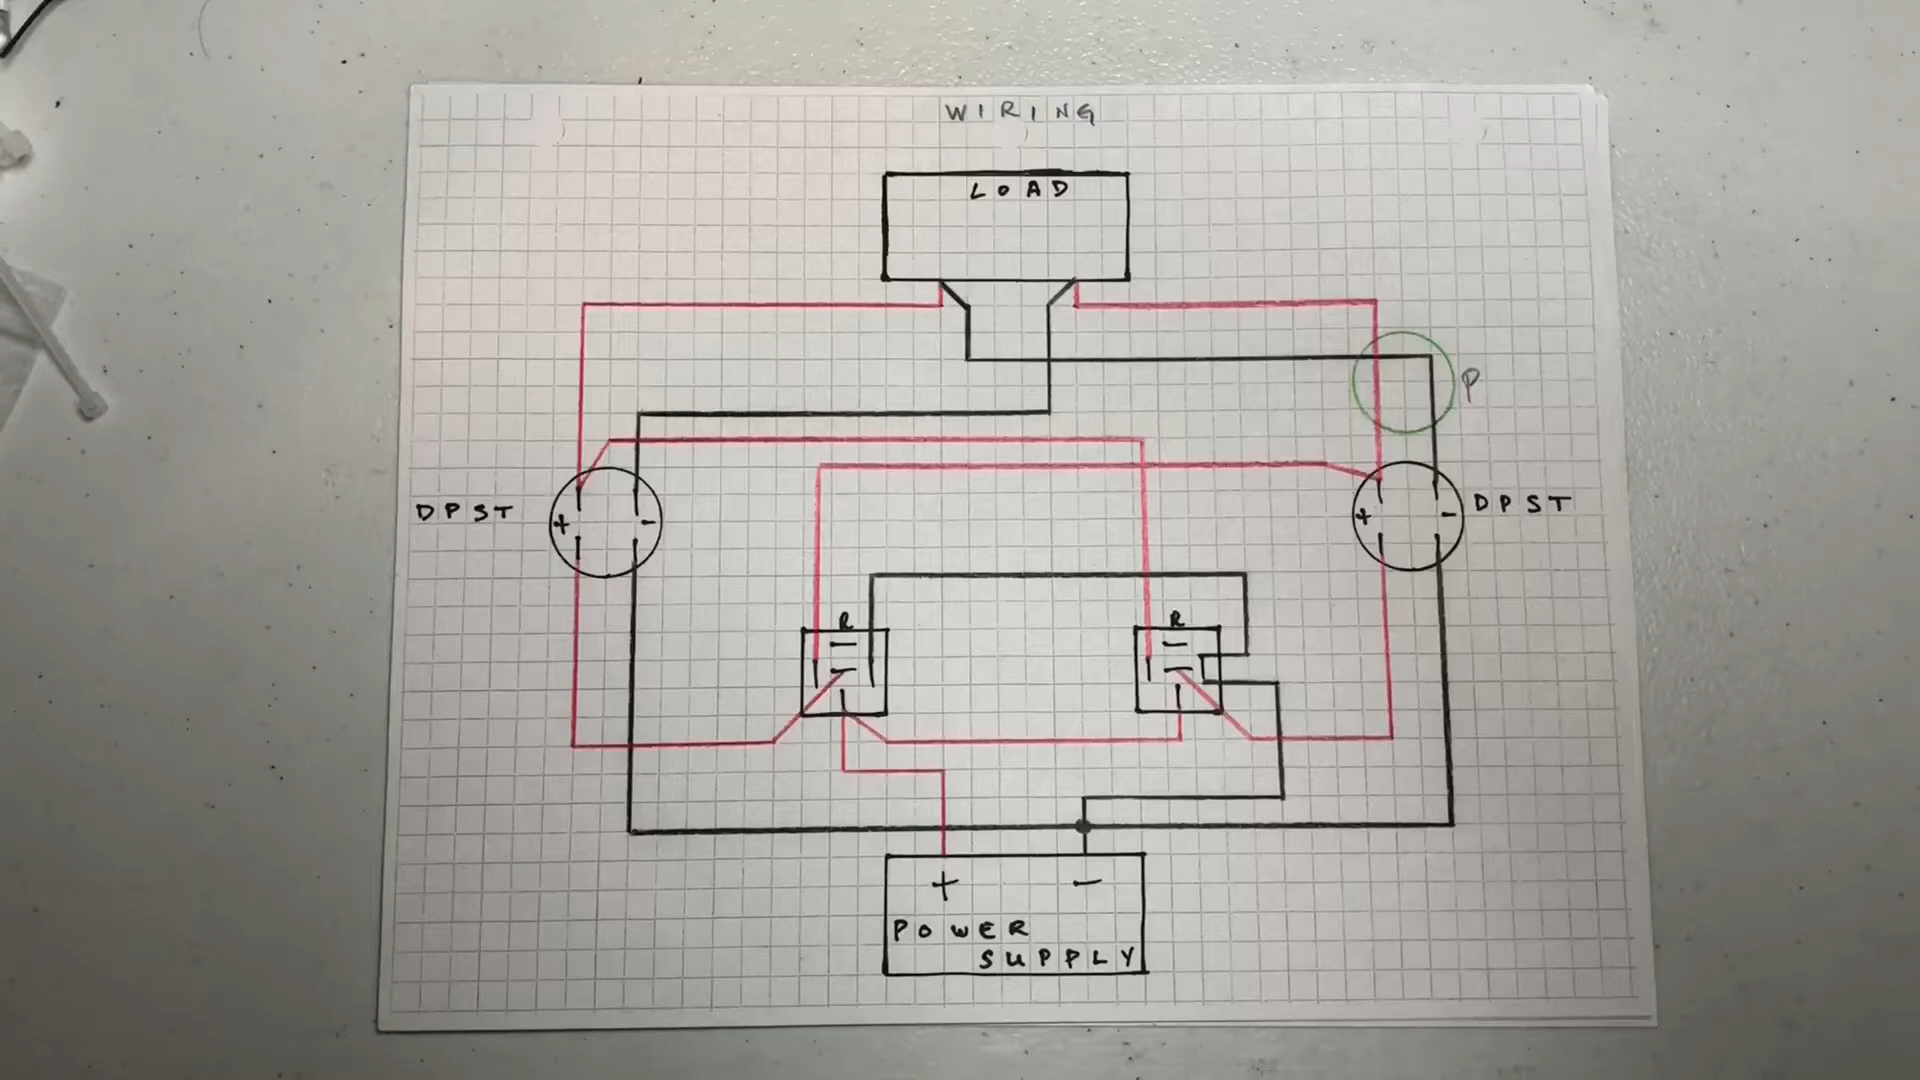 WIRING
LOAD
P
DPST
+ -
+ -
DPST
R
R
+ -
POWER
SUPPLY